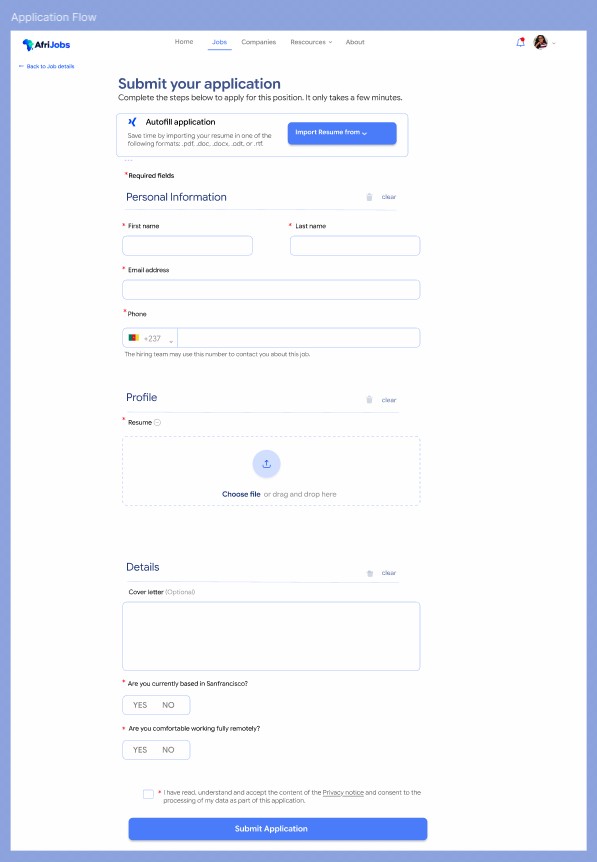 Application Flow
AfriJobs
Home Jobs Companies Rescources About
← Back to Job details
Submit your application
Complete the steps below to apply for this position. It only takes a few minutes.
Autofill application
Save time by importing your resume in one of the
following formats: .pdf, .doc, .docx, .odt, or .rtf.
Import Resume from
*Required fields
Personal Information clear
* First name * Last name
* Email address
* Phone
+237
The hiring team may use this number to contact you about this job.
Profile clear
* Resume
Choose file or drag and drop here
Details clear
Cover letter (Optional)
* Are you currently based in Sanfrancisco?
YES NO
* Are you comfortable working fully remotely?
YES NO
* I have read, understand and accept the content of the Privacy notice and consent to the
processing of my data as part of this application.
Submit Application